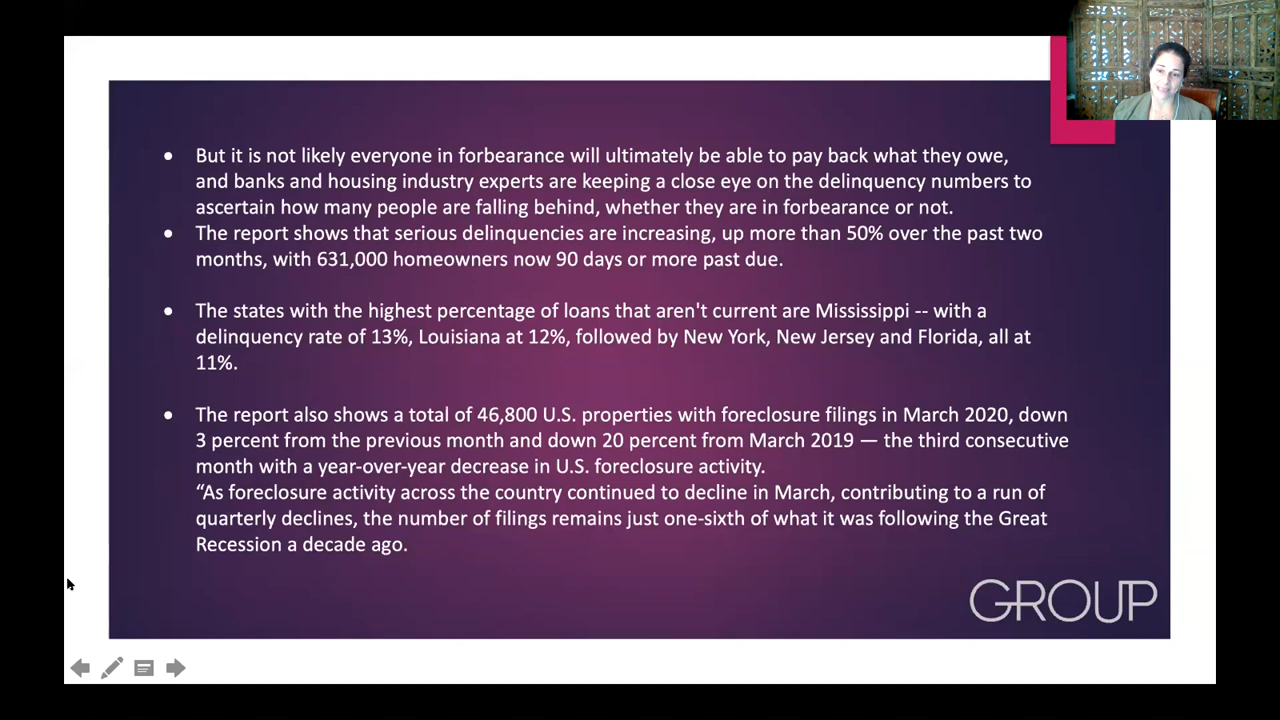 But it is not likely everyone in forbearance will ultimately be able to pay back what they owe,
and banks and housing industry experts are keeping a close eye on the delinquency numbers to
ascertain how many people are falling behind, whether they are in forbearance or not.
The report shows that serious delinquencies are increasing, up more than 50% over the past two
months, with 631,000 homeowners now 90 days or more past due.
The states with the highest percentage of loans that aren't current are Mississippi -- with a
delinquency rate of 13%, Louisiana at 12%, followed by New York, New Jersey and Florida, all at
11%.
The report also shows a total of 46,800 U.S. properties with foreclosure filings in March 2020, down
3 percent from the previous month and down 20 percent from March 2019 — the third consecutive
month with a year-over-year decrease in U.S. foreclosure activity.
“As foreclosure activity across the country continued to decline in March, contributing to a run of
quarterly declines, the number of filings remains just one-sixth of what it was following the Great
Recession a decade ago.
GROUP